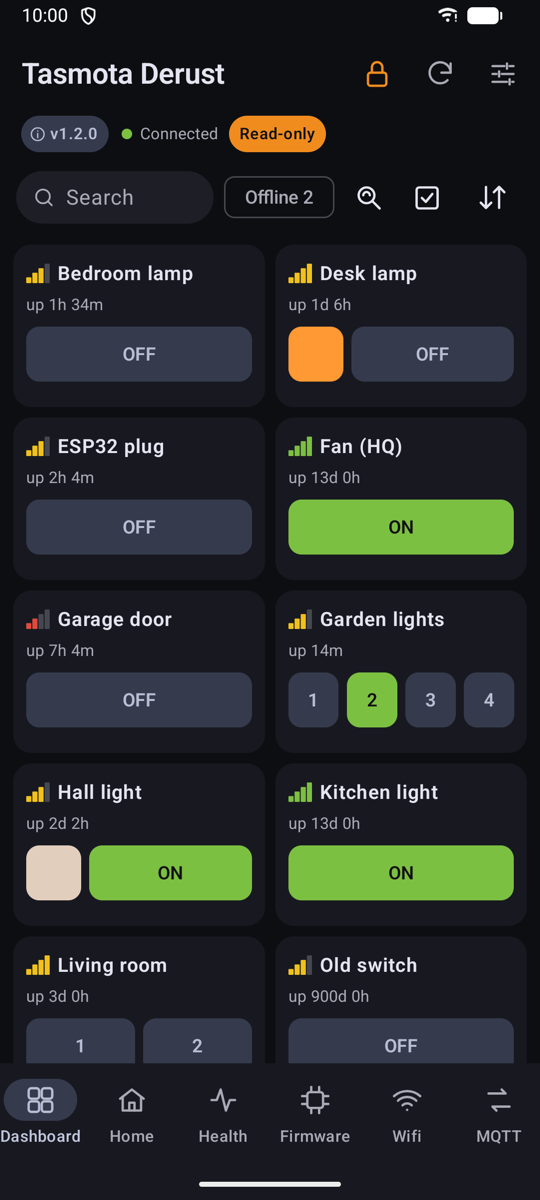 10:00
Tasmota Derust
v1.2.0 Connected Read-only
Search Offline 2
Bedroom lamp
up 1h 34m
OFF
Desk lamp
up 1d 6h
OFF
ESP32 plug
up 2h 4m
OFF
Fan (HQ)
up 13d 0h
ON
Garage door
up 7h 4m
OFF
Garden lights
up 14m
1 2 3 4
Hall light
up 2d 2h
ON
Kitchen light
up 13d 0h
ON
Living room
up 3d 0h
1 2
Old switch
up 900d 0h
OFF
Dashboard Home Health Firmware Wifi MQTT